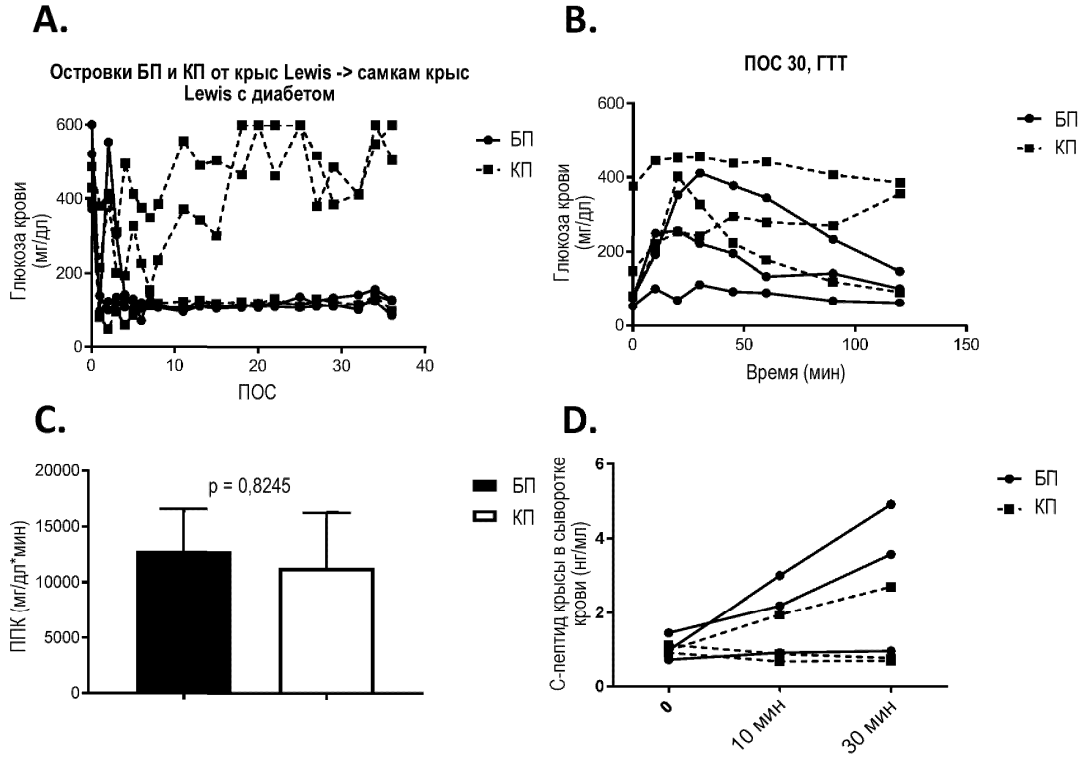 A.
Островки БП и КП от крыс Lewis -> самкам крыс
Lewis с диабетом
600
400
200
0
0
10
20
30
40
Глюкоза крови
(мг/дл)
ПОС
БП
КП
B.
ПОС 30, ГТТ
600
400
200
0
0
50
100
150
Глюкоза крови
(мг/дл)
Время (мин)
БП
КП
C.
20000
15000
10000
5000
0
ППК (мг/дл*мин)
p = 0,8245
БП
КП
D.
6
4
2
0
С-пептид крысы в сыворотке
крови (нг/мл)
0
10 мин
30 мин
БП
КП